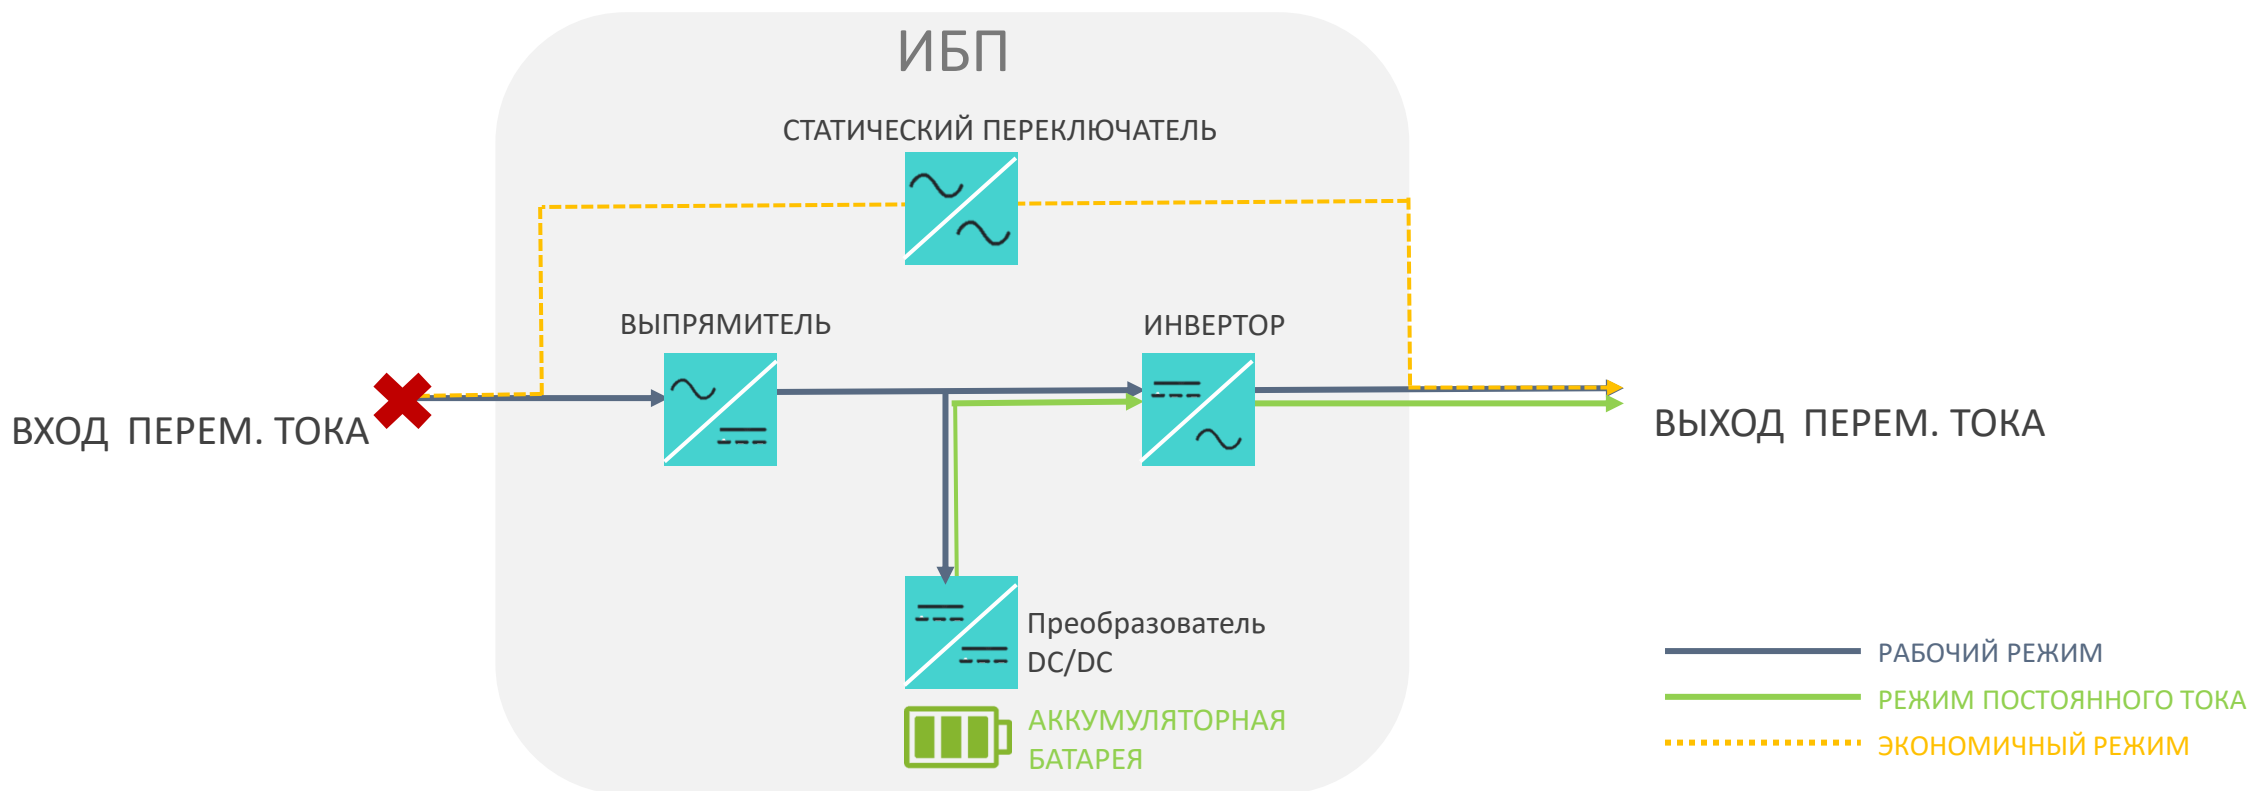 ИБП
СТАТИЧЕСКИЙ ПЕРЕКЛЮЧАТЕЛЬ
ВЫПРЯМИТЕЛЬ
ИНВЕРТОР
ВХОД ПЕРЕМ. ТОКА
ВЫХОД ПЕРЕМ. ТОКА
Преобразователь
DC/DC
АККУМУЛЯТОРНАЯ
БАТАРЕЯ
РАБОЧИЙ РЕЖИМ
РЕЖИМ ПОСТОЯННОГО ТОКА
ЭКОНОМИЧНЫЙ РЕЖИМ